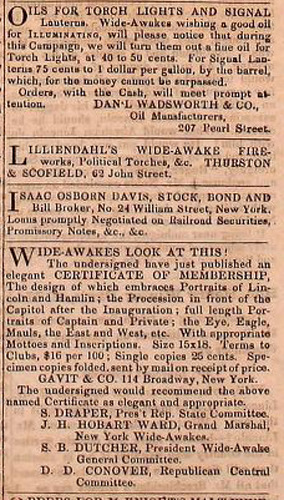 OILS FOR TORCH LIGHTS AND SIGNAL
Lanterns. Wide-Awakes wishing a good oil
for ILLUMINATING, will please notice that during
this Campaign, we will turn them out a fine oil for
Torch Lights, at 40 to 50 cents. For Signal Lan-
terns 75 cents to 1 dollar per gallon, by the barrel,
which, for the money cannot be surpassed.
Orders, with the Cash, will meet prompt at-
tention. DAN'L WADSWORTH & CO.,
Oil Manufacturers,
207 Pearl Street.
LILLIENDAHL'S WIDE-AWAKE FIRE-
works, Political Torches, &c. THURSTON
& SCOFIELD, 62 John Street.
ISAAC OSBORN DAVIS, STOCK, BOND AND
Bill Broker, No. 24 William Street, New York.
Loans promptly Negotiated on Railroad Securities,
Promissory Notes, &c., &c.
WIDE-AWAKES LOOK AT THIS!
The undersigned have just published an
elegant CERTIFICATE OF MEMBERSHIP,
The design of which embraces Portraits of Lin-
coln and Hamlin; the Procession in front of the
Capitol after the Inauguration; full length Por-
traits of Captain and Private; the Eye, Eagle,
Mauls, the East and West, etc. With appropriate
Mottoes and Inscriptions. Size 15x18. Terms to
Clubs, $16 per 100; Single copies 25 cents. Spe-
cimen copies folded, sent by mail on receipt of price.
GAVIT & CO. 114 Broadway, New York.
The undersigned would recommend the above
named Certificate as elegant and appropriate.
S. DRAPER, Pres't Rep. State Committee.
J. H. HOBART WARD, Grand Marshal,
New York Wide-Awakes.
S. B. DUTCHER, President Wide-Awake
General Committee.
D. D. CONOVER, Republican Central
Committee.